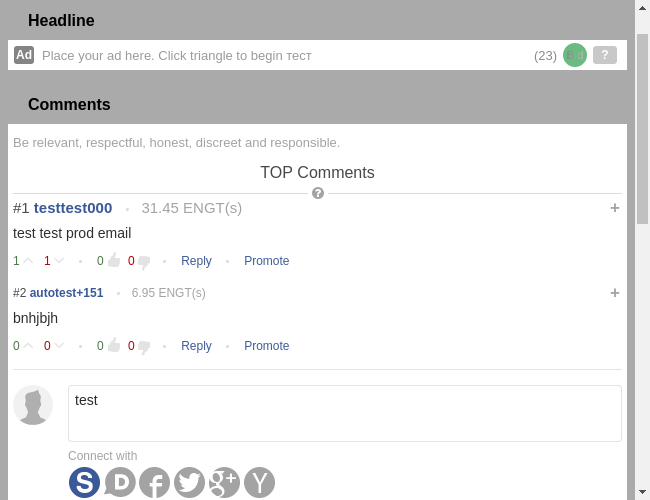 Headline
Ad Place your ad here. Click triangle to begin тест (23) Bid ?
Comments
Be relevant, respectful, honest, discreet and responsible.
TOP Comments
?
#1 testtest000 • 31.45 ENGT(s) +
test test prod email
1 1 • 0 0 • Reply • Promote
#2 autotest+151 • 6.95 ENGT(s) +
bnhjbjh
0 0 • 0 0 • Reply • Promote
test
Connect with
S D f g+ Y